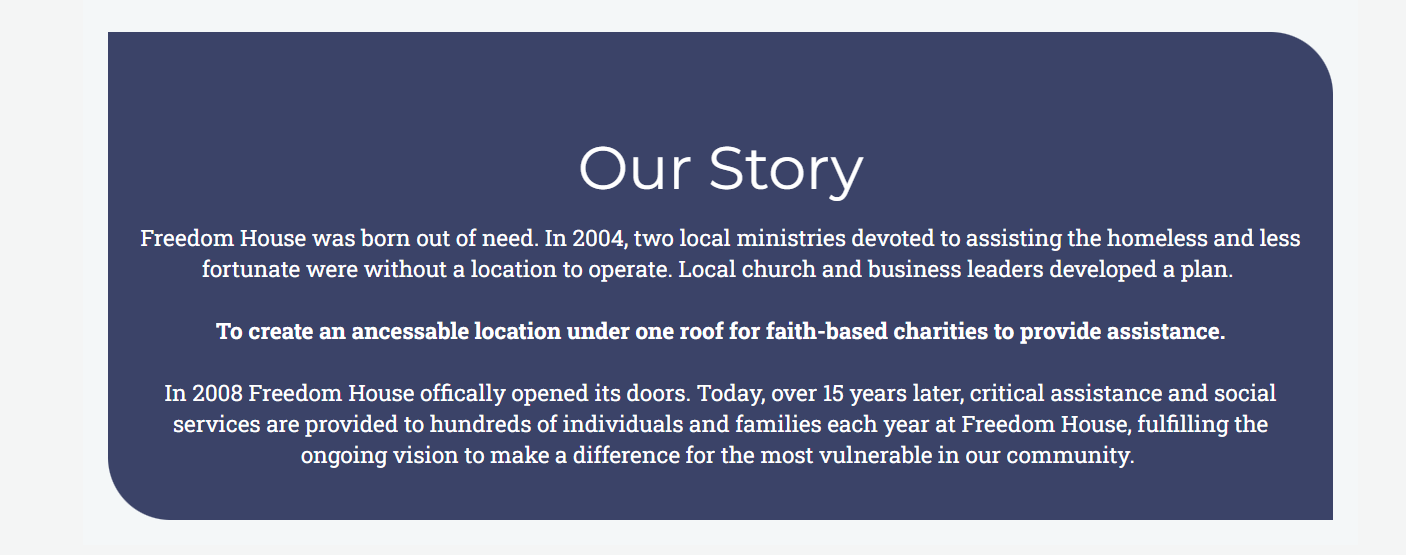 Our Story
Freedom House was born out of need. In 2004, two local ministries devoted to assisting the homeless and less
fortunate were without a location to operate. Local church and business leaders developed a plan.
To create an ancessable location under one roof for faith-based charities to provide assistance.
In 2008 Freedom House offically opened its doors. Today, over 15 years later, critical assistance and social
services are provided to hundreds of individuals and families each year at Freedom House, fulfilling the
ongoing vision to make a difference for the most vulnerable in our community.